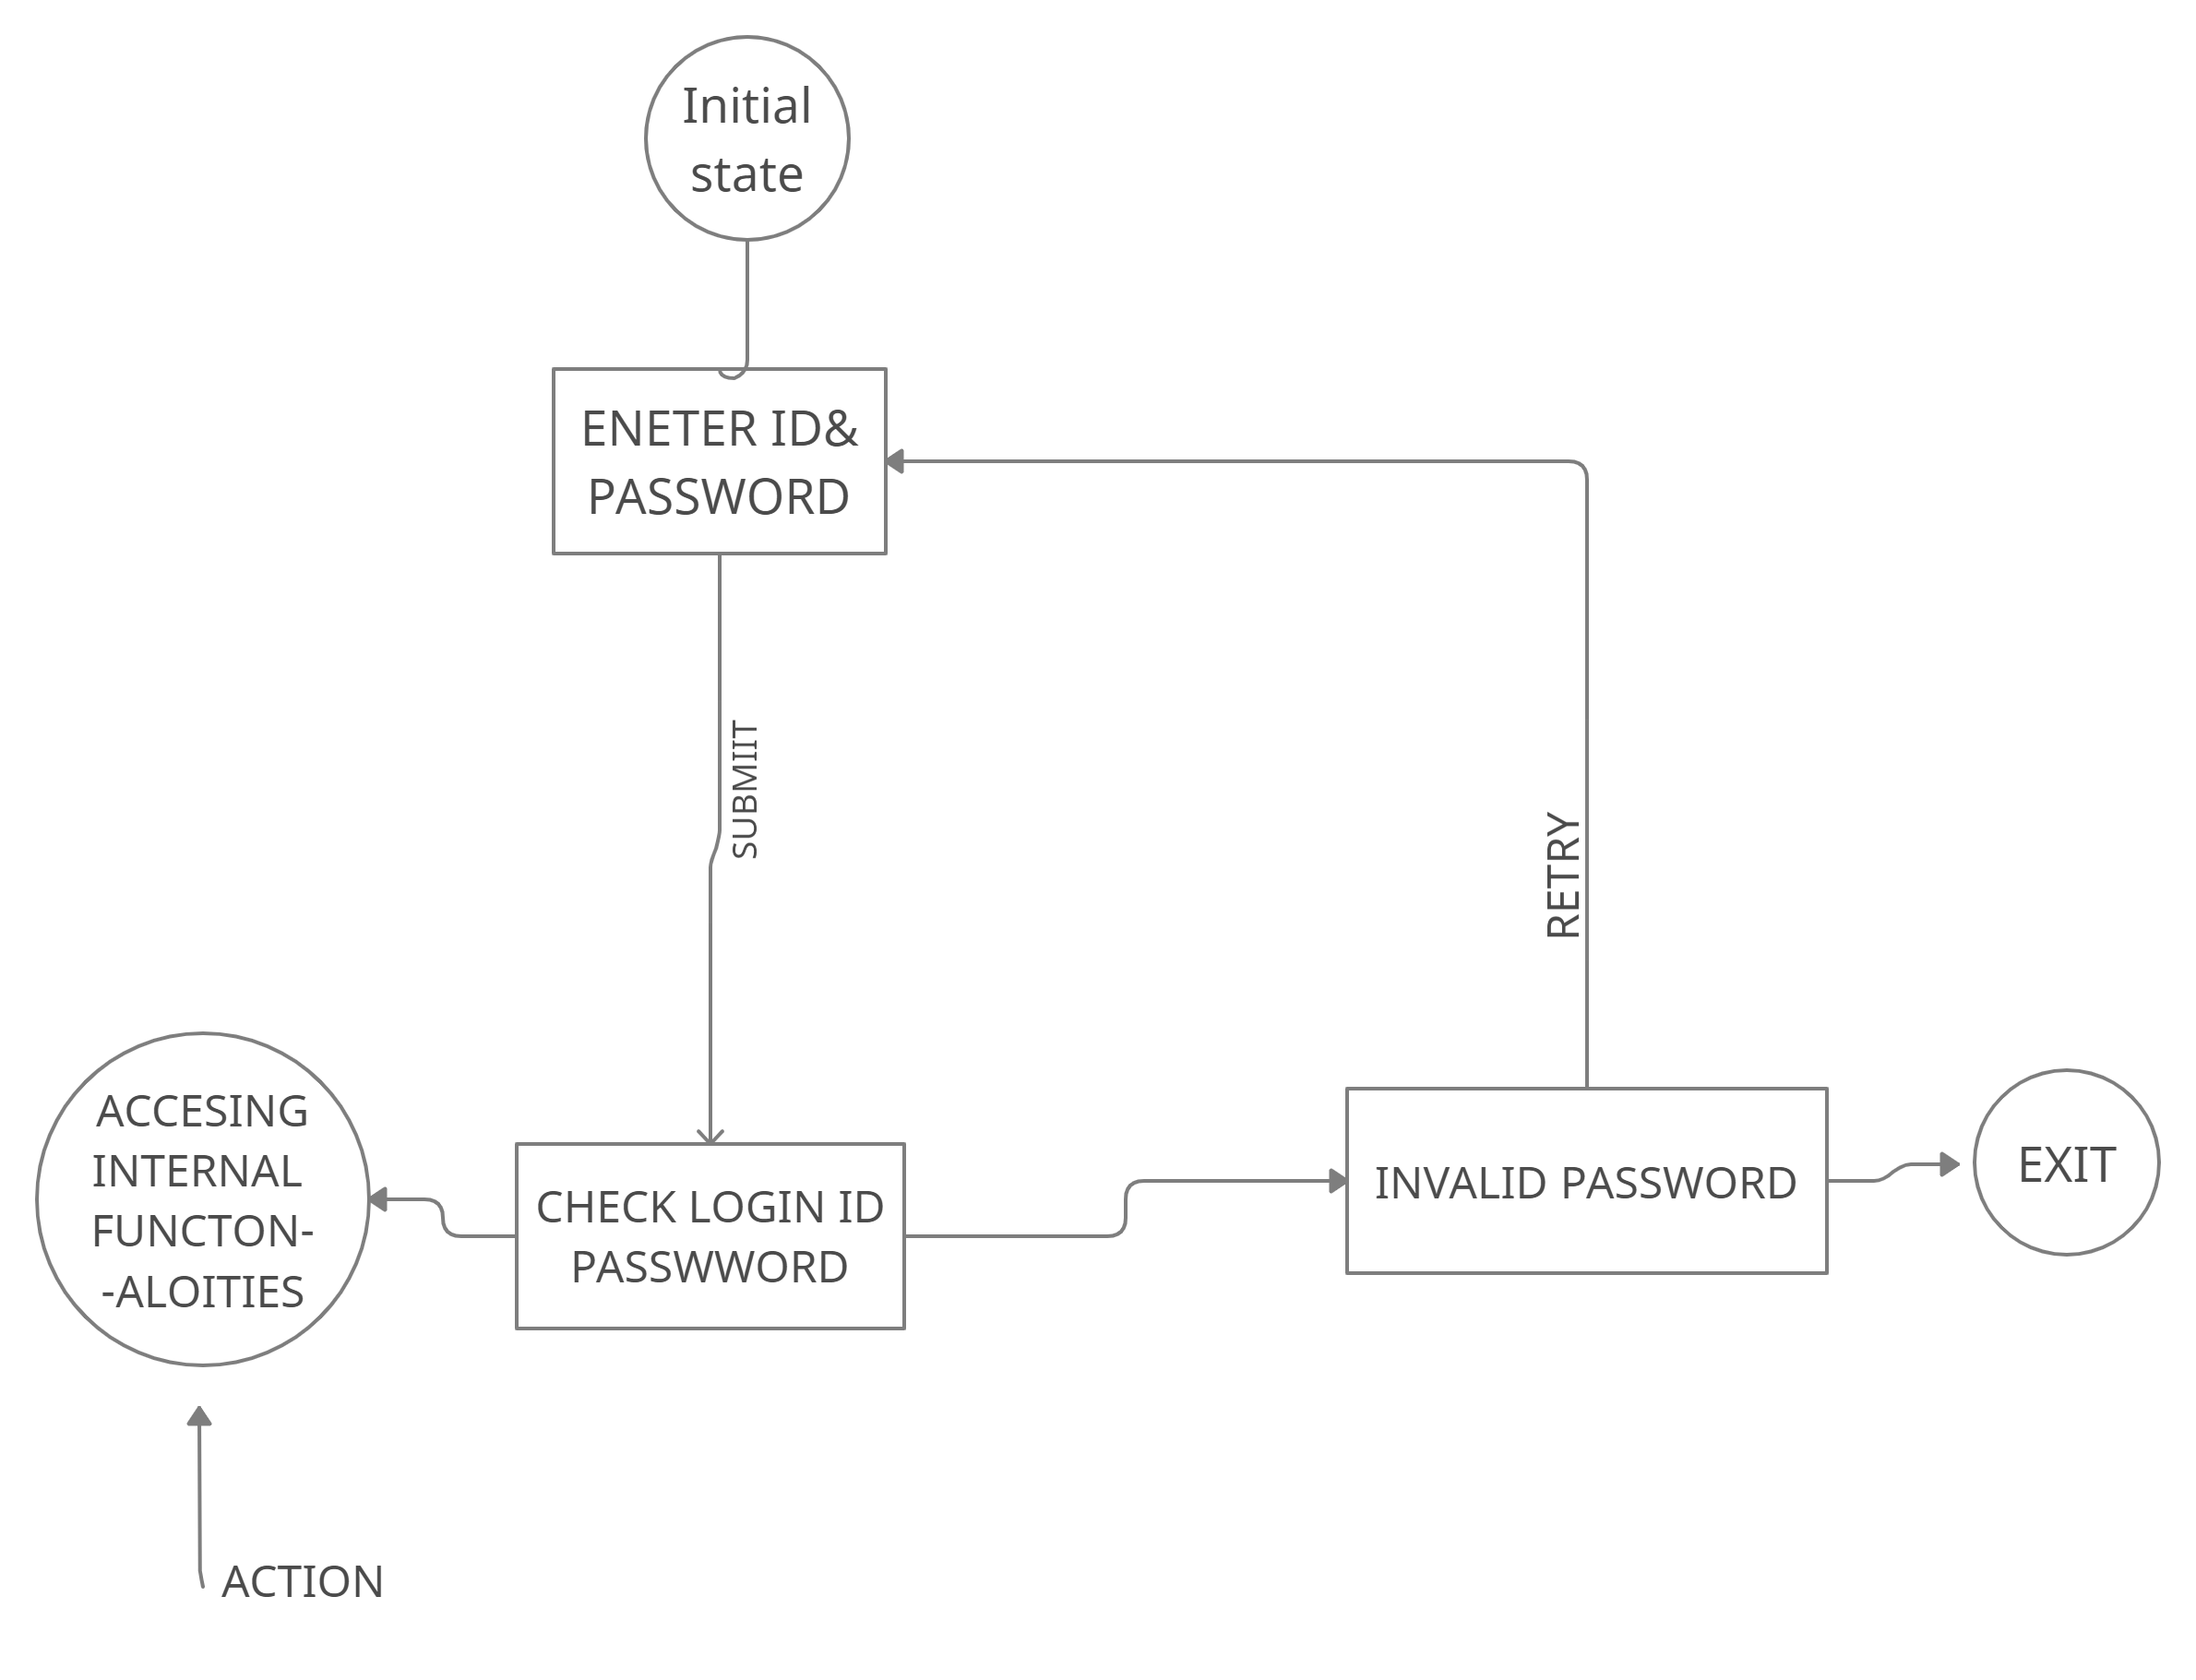 Initial
state
ENETER ID&
PASSWORD
SUBMIIT
RETRY
ACCESING
INTERNAL
FUNCTON-
-ALOITIES
CHECK LOGIN ID
PASSWWORD
INVALID PASSWORD
EXIT
ACTION